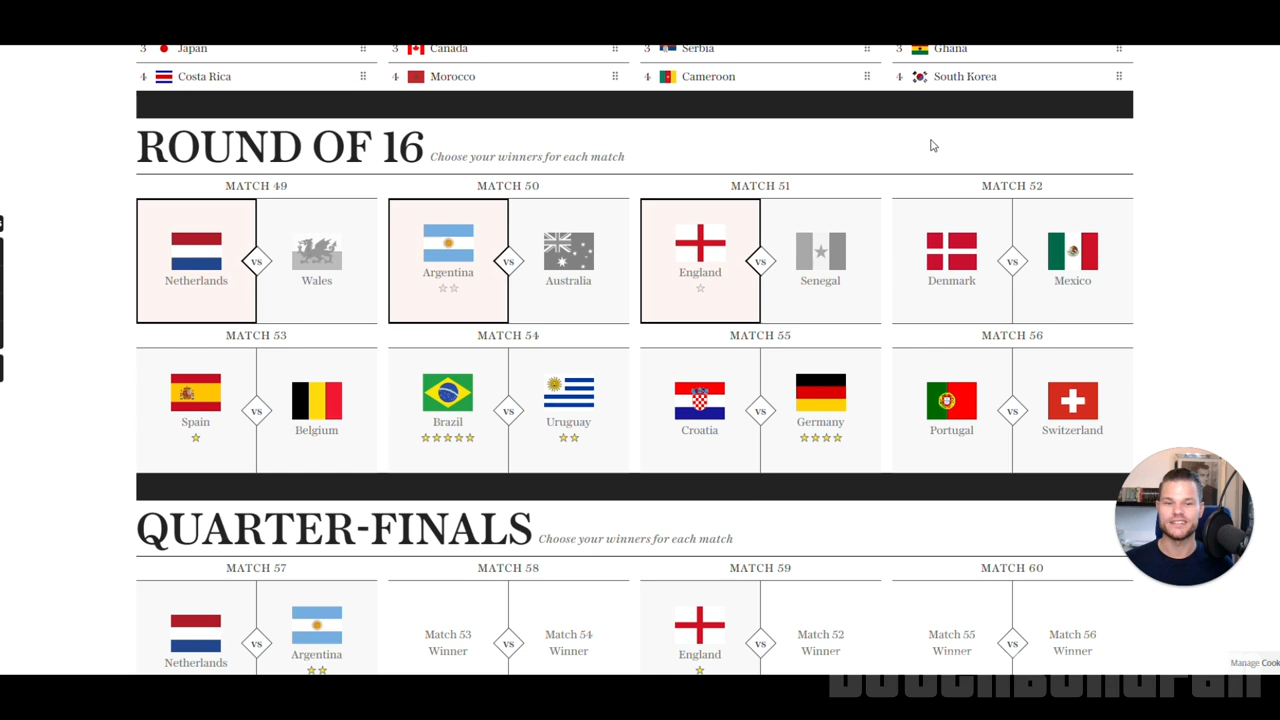 3 Japan 3 Canada 3 Serbia 3 Ghana
4 Costa Rica 4 Morocco 4 Cameroon 4 South Korea
ROUND OF 16 Choose your winners for each match
MATCH 49 MATCH 50 MATCH 51 MATCH 52
Netherlands VS Wales Argentina VS Australia England VS Senegal Denmark VS Mexico
MATCH 53 MATCH 54 MATCH 55 MATCH 56
Spain VS Belgium Brazil VS Uruguay Croatia VS Germany Portugal VS Switzerland
QUARTER-FINALS Choose your winners for each match
MATCH 57 MATCH 58 MATCH 59 MATCH 60
Netherlands VS Argentina Match 53 Winner VS Match 54 Winner England VS Match 52 Winner Match 55 Winner VS Match 56 Winner
Manage Cook